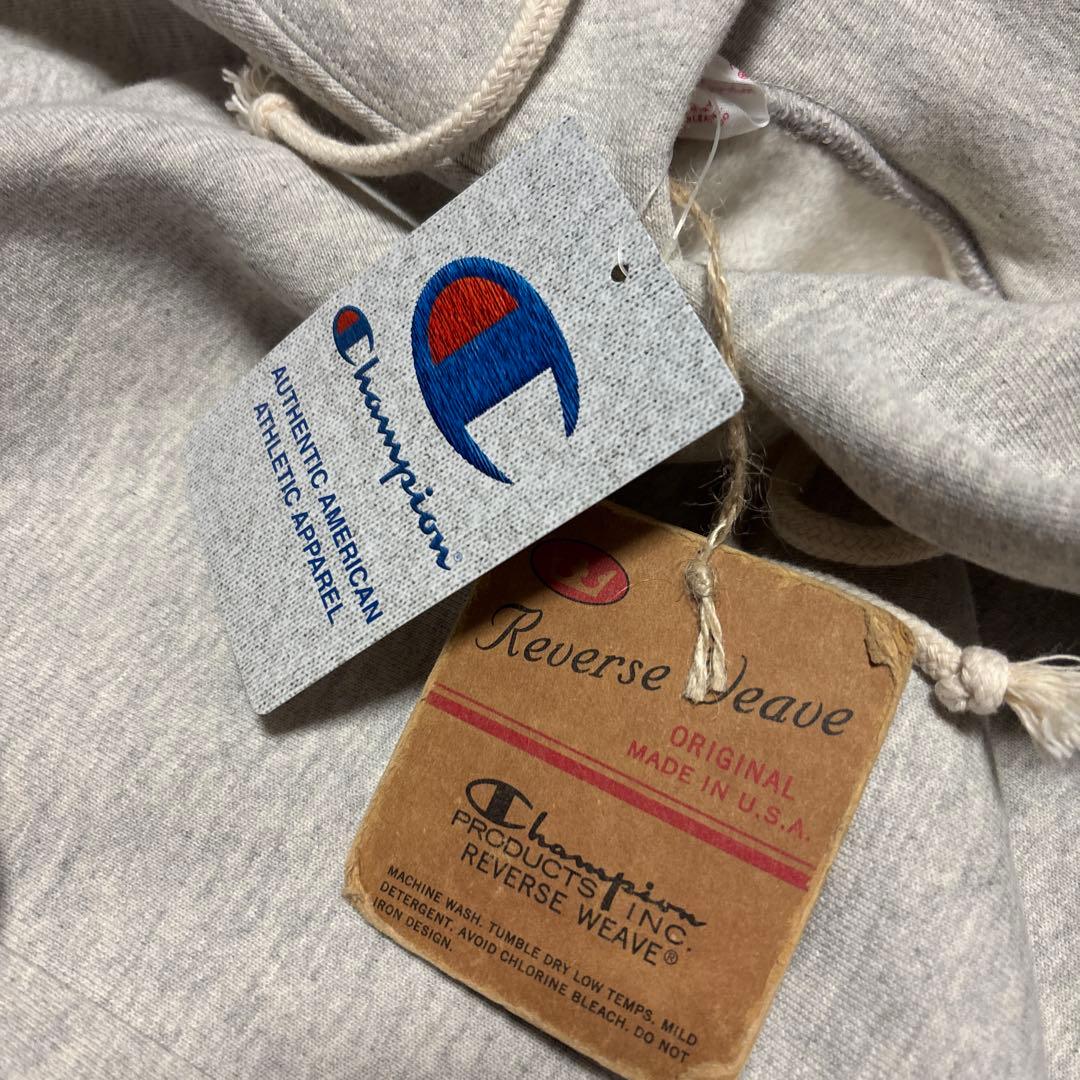 Champion
AUTHENTIC AMERICAN
ATHLETIC APPAREL
Reverse Weave
ORIGINAL
MADE IN U.S.A.
Champion
PRODUCTS INC.
REVERSE WEAVE®
MACHINE WASH. TUMBLE DRY LOW TEMPS. MILD
DETERGENT. AVOID CHLORINE BLEACH. DO NOT
IRON DESIGN.